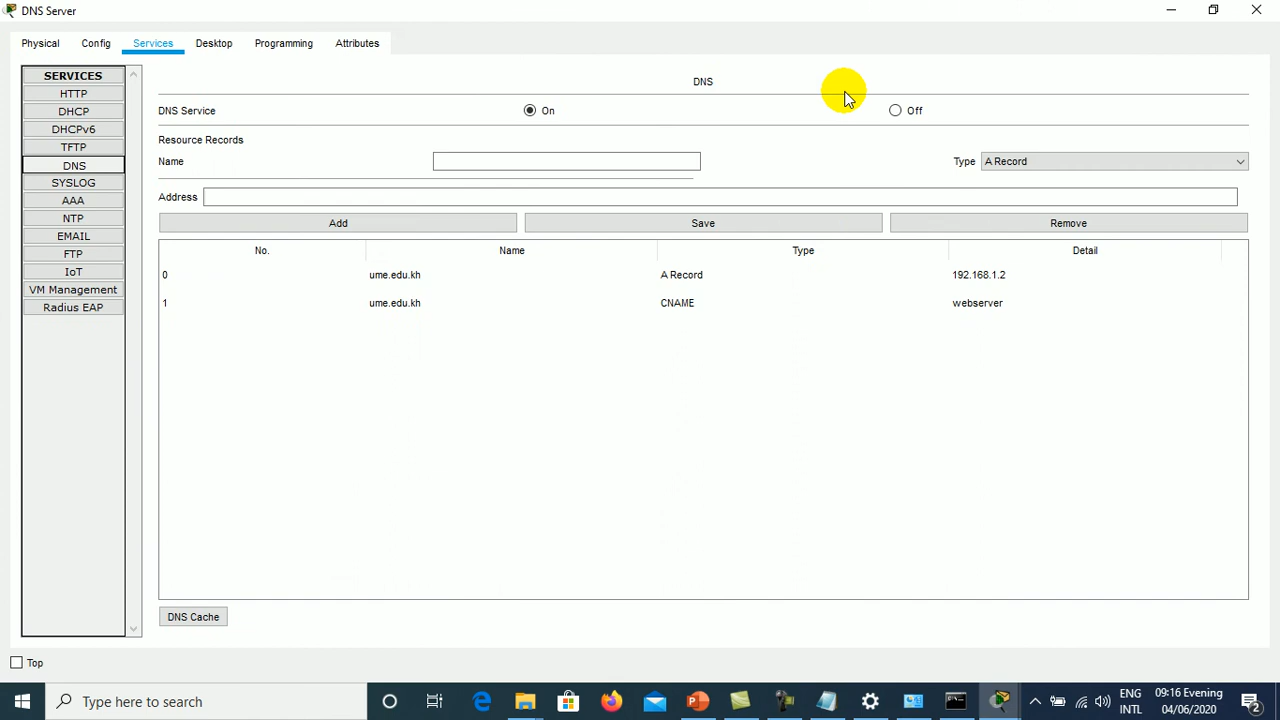 DNS Server
Physical Config Services Desktop Programming Attributes
SERVICES
HTTP
DHCP
DHCPv6
TFTP
DNS
SYSLOG
AAA
NTP
EMAIL
FTP
IoT
VM Management
Radius EAP
DNS
DNS Service On Off
Resource Records
Name Type A Record
Address
Add Save Remove
No. Name Type Detail
0 ume.edu.kh A Record 192.168.1.2
1 ume.edu.kh CNAME webserver
DNS Cache
Top
Type here to search
ENG 09:16 Evening
INTL 04/06/2020
2